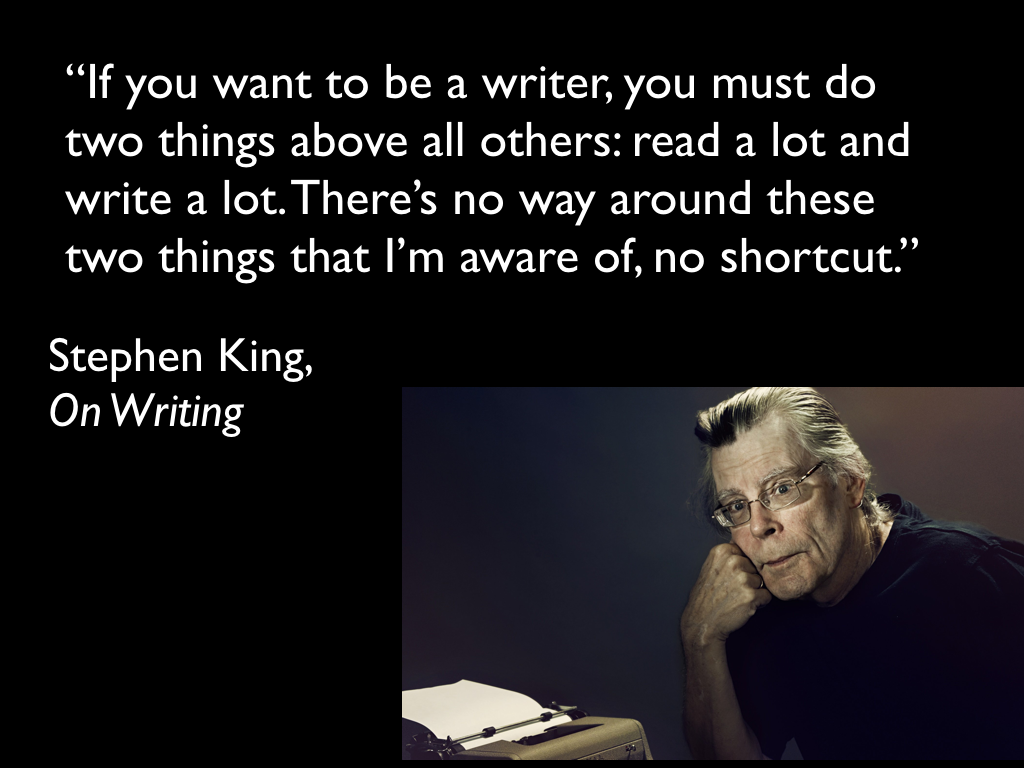 “If you want to be a writer, you must do
two things above all others: read a lot and
write a lot. There’s no way around these
two things that I’m aware of, no shortcut.”
Stephen King,
On Writing